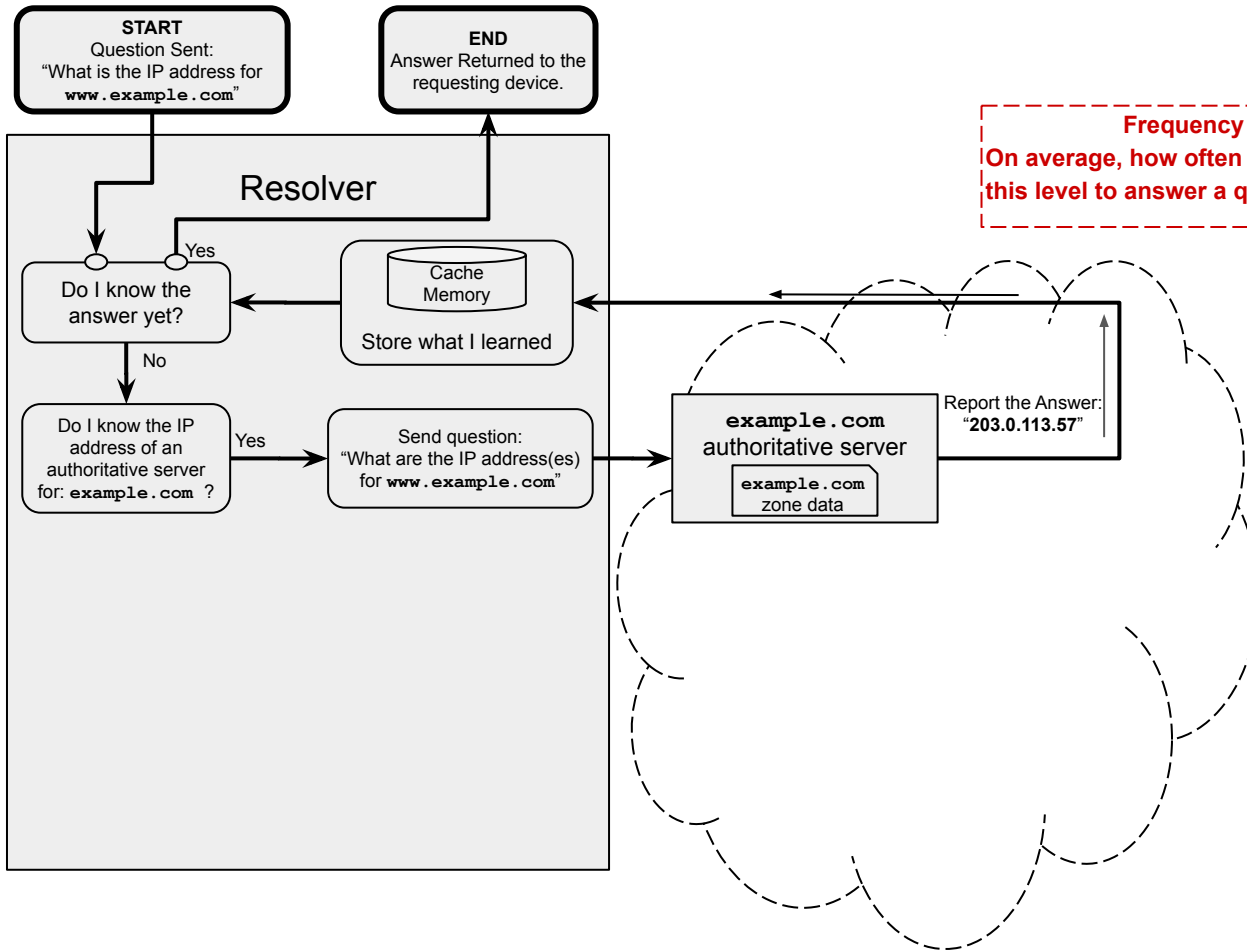 START
Question Sent:
“What is the IP address for
www.example.com”
END
Answer Returned to the
requesting device.
Frequency
On average, how often
this level to answer a q
Resolver
Yes
Do I know the
answer yet?
Cache
Memory
Store what I learned
No
Do I know the IP
address of an
authoritative server
for: example.com ?
Yes
Send question:
“What are the IP address(es)
for www.example.com”
example.com
authoritative server
example.com
zone data
Report the Answer:
“203.0.113.57”